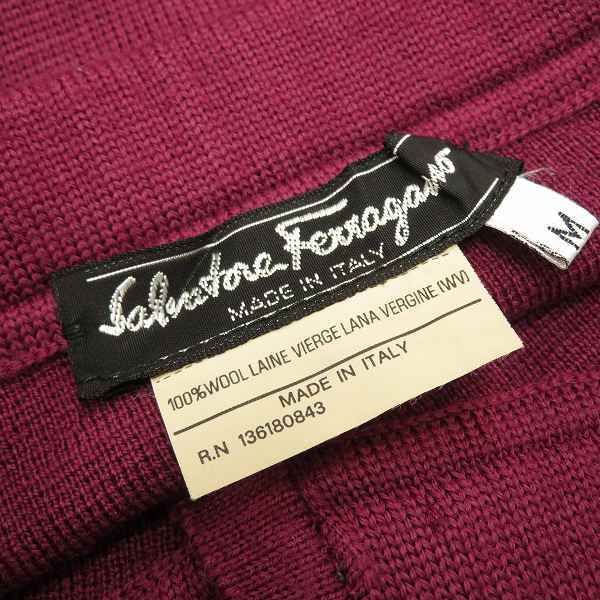 Salvatore Ferragamo
MADE IN ITALY
M
100%WOOL LAINE VIERGE LANA VERGINE (WV)
MADE IN ITALY
R.N 136180843